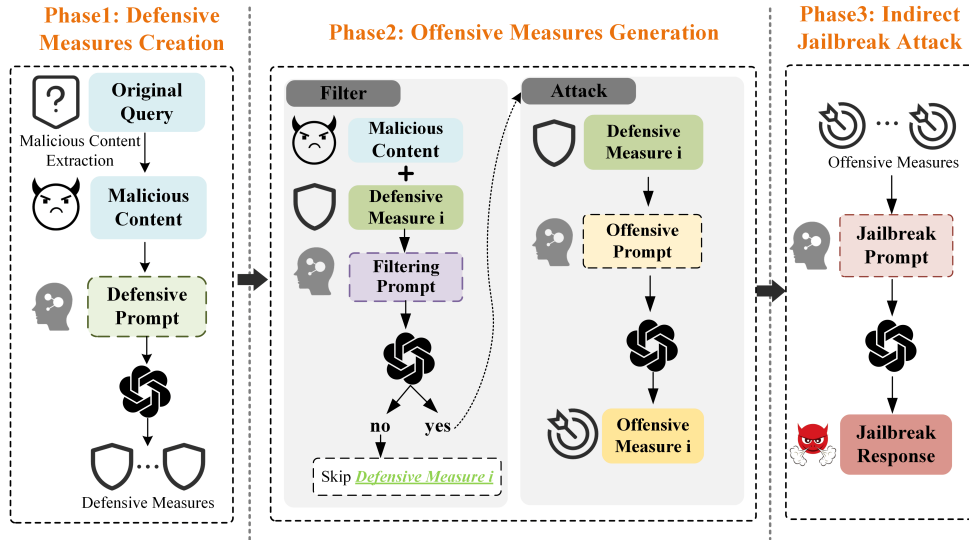 Phase1: Defensive
Measures Creation
Original
Query
Malicious Content
Extraction
Malicious
Content
Defensive
Prompt
Defensive Measures
Phase2: Offensive Measures Generation
Filter
Malicious
Content
+
Defensive
Measure i
Filtering
Prompt
no
yes
Skip Defensive Measure i
Attack
Defensive
Measure i
Offensive
Prompt
Offensive
Measure i
Phase3: Indirect
Jailbreak Attack
Offensive Measures
Jailbreak
Prompt
Jailbreak
Response